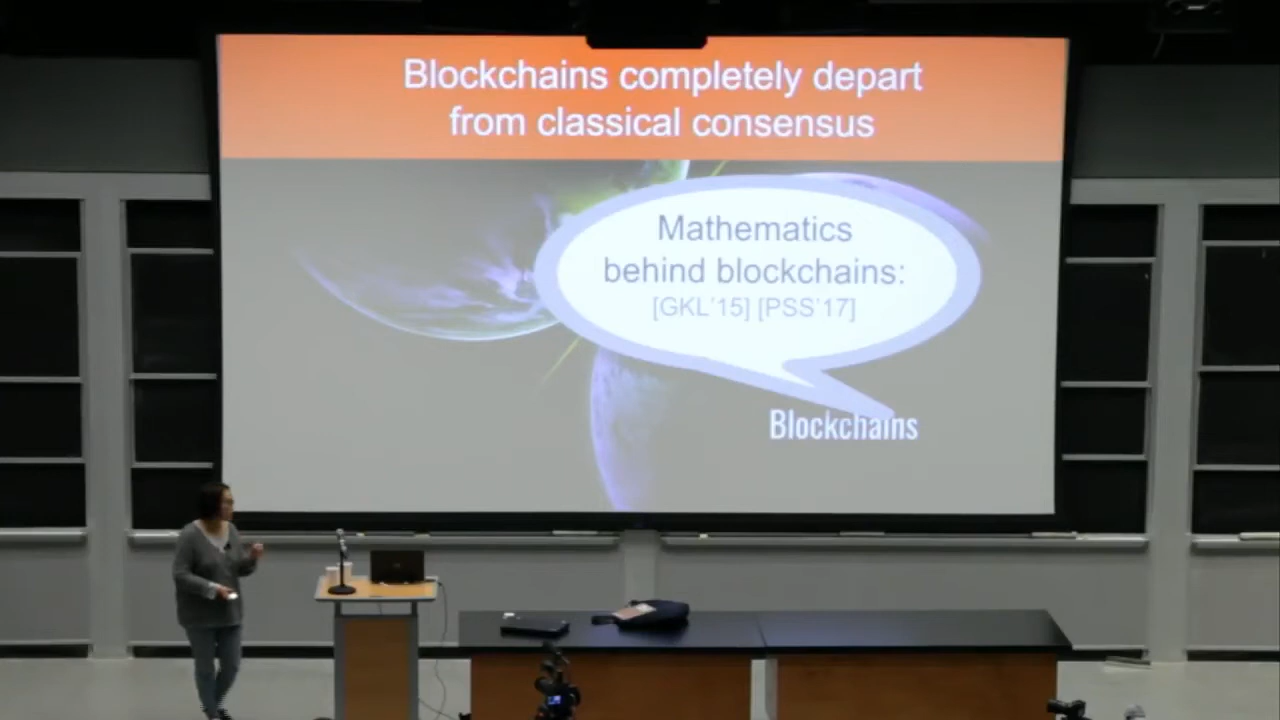 Blockchains completely depart
from classical consensus
Mathematics
behind blockchains:
[GKL'15] [PSS'17]
Blockchains